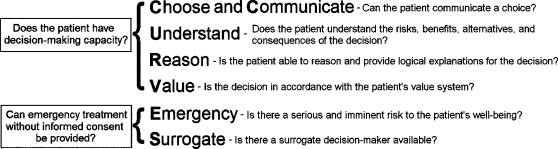 Does the patient have
decision-making capacity?
Choose and Communicate - Can the patient communicate a choice?
Understand - Does the patient understand the risks, benefits, alternatives, and
consequences of the decision?
Reason - Is the patient able to reason and provide logical explanations for the decision?
Value - Is the decision in accordance with the patient's value system?
Can emergency treatment
without informed consent
be provided?
Emergency - Is there a serious and imminent risk to the patient's well-being?
Surrogate - Is there a surrogate decision-maker available?